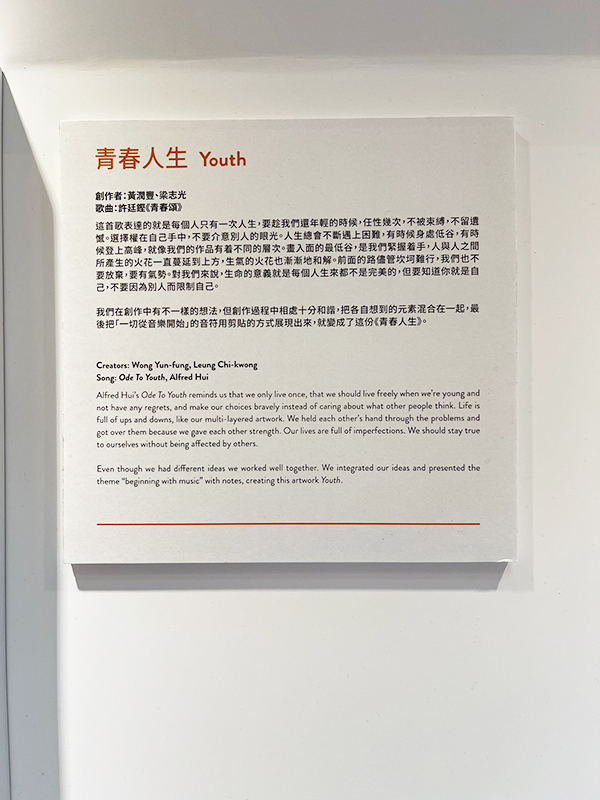 青春人生 Youth
創作者：黃潤豐、梁志光
歌曲：許廷鏗《青春頌》
這首歌表達的就是每個人只有一次人生，要趁我們還年輕的時候，任性幾次，不被束縛，不留遺
憾。選擇權在自己手中，不要介意別人的眼光。人生總會不斷遇上困難，有時候身處低谷，有時
候登上高峰，就像我們的作品有着不同的層次。畫入面的最低谷，是我們緊握着手，人與人之間
所產生的火花一直蔓延到上方，生氣的火花也漸漸地和解。前面的路儘管坎坷難行，我們也不
要放棄，要有氣勢。對我們來說，生命的意義就是每個人生來都不是完美的，但要知道你就是自
己，不要因為別人而限制自己。
我們在創作中有不一樣的想法，但創作過程中相處十分和諧，把各自想到的元素混合在一起，最
後把「一切從音樂開始」的音符用剪貼的方式展現出來，就變成了這份《青春人生》。
Creators: Wong Yun-fung, Leung Chi-kwong
Song: Ode To Youth, Alfred Hui
Alfred Hui's Ode To Youth reminds us that we only live once, that we should live freely when we're young and
not have any regrets, and make our choices bravely instead of caring about what other people think. Life is
full of ups and downs, like our multi-layered artwork. We held each other's hand through the problems and
got over them because we gave each other strength. Our lives are full of imperfections. We should stay true
to ourselves without being affected by others.
Even though we had different ideas we worked well together. We integrated our ideas and presented the
theme "beginning with music" with notes, creating this artwork Youth.